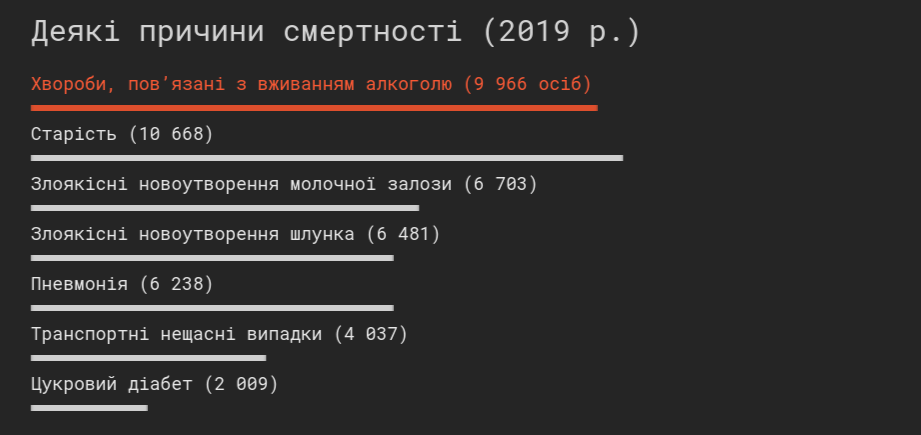 Деякі причини смертності (2019 р.)
Хвороби, пов'язані з вживанням алкоголю (9 966 осіб)
Старість (10 668)
Злоякісні новоутворення молочної залози (6 703)
Злоякісні новоутворення шлунка (6 481)
Пневмонія (6 238)
Транспортні нещасні випадки (4 037)
Цукровий діабет (2 009)